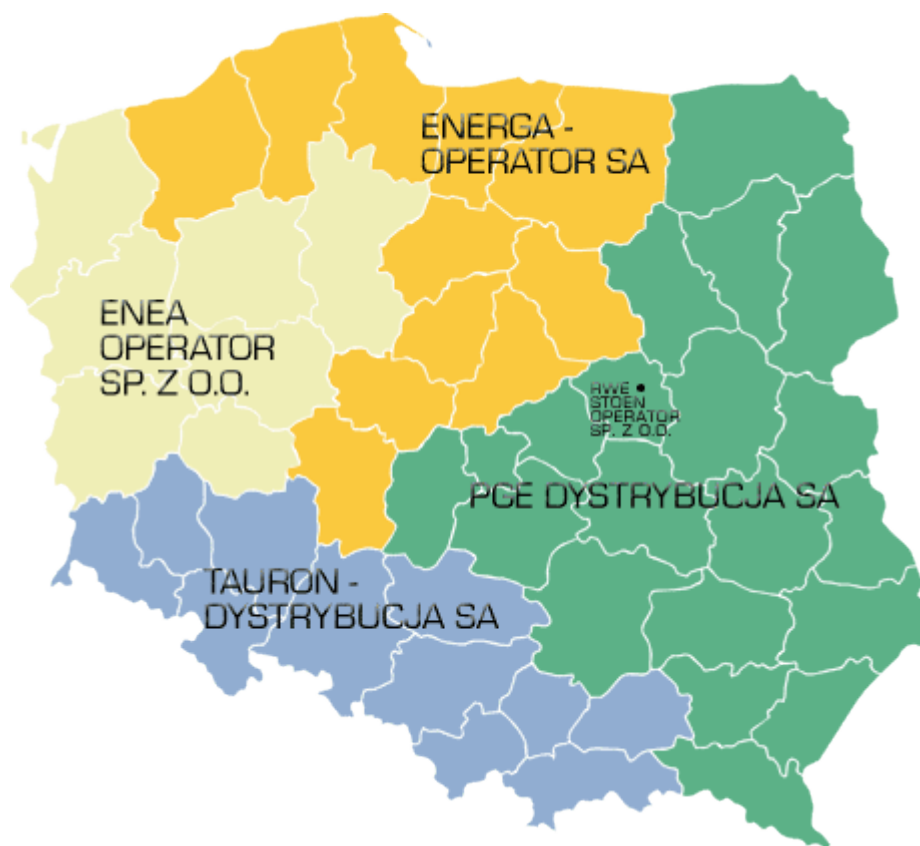 ENERGA -
OPERATOR SA
ENEA
OPERATOR
SP. Z O.O.
RWE •
STOEN
OPERATOR
SP. Z O.O.
PGE DYSTRYBUCJA SA
TAURON -
DYSTRYBUCJA SA